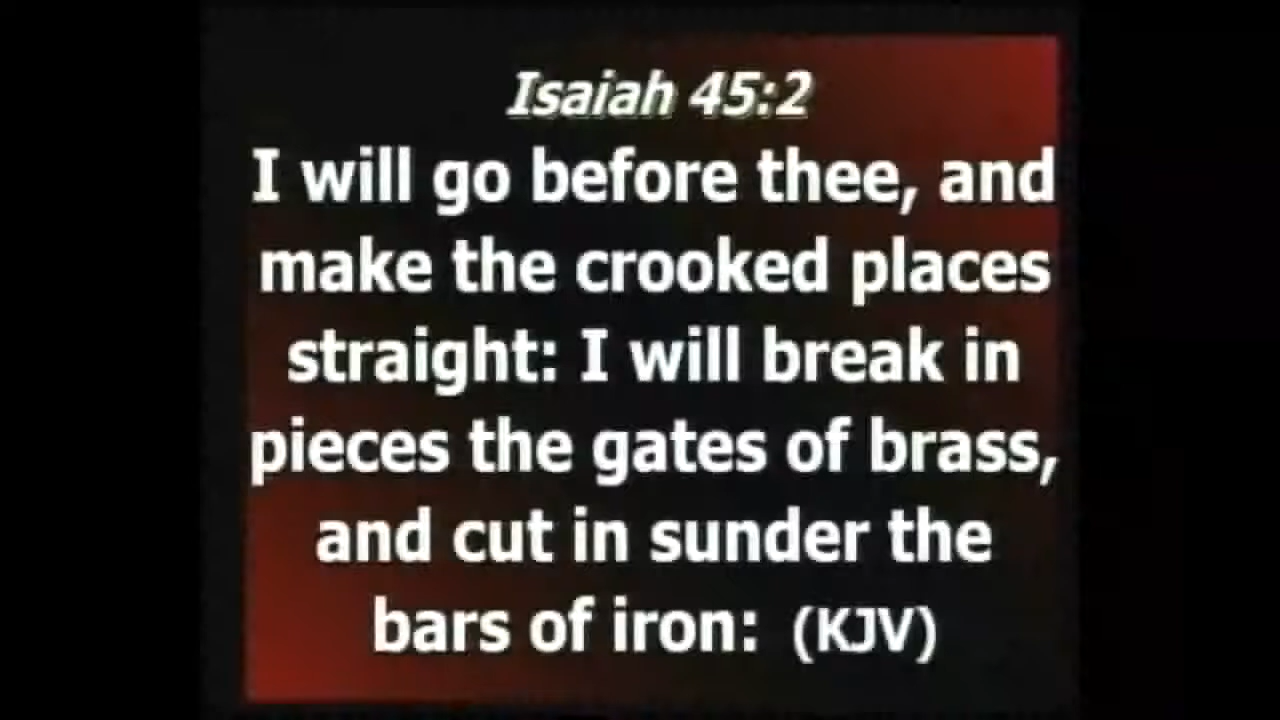 Isaiah 45:2
I will go before thee, and
make the crooked places
straight: I will break in
pieces the gates of brass,
and cut in sunder the
bars of iron: (KJV)